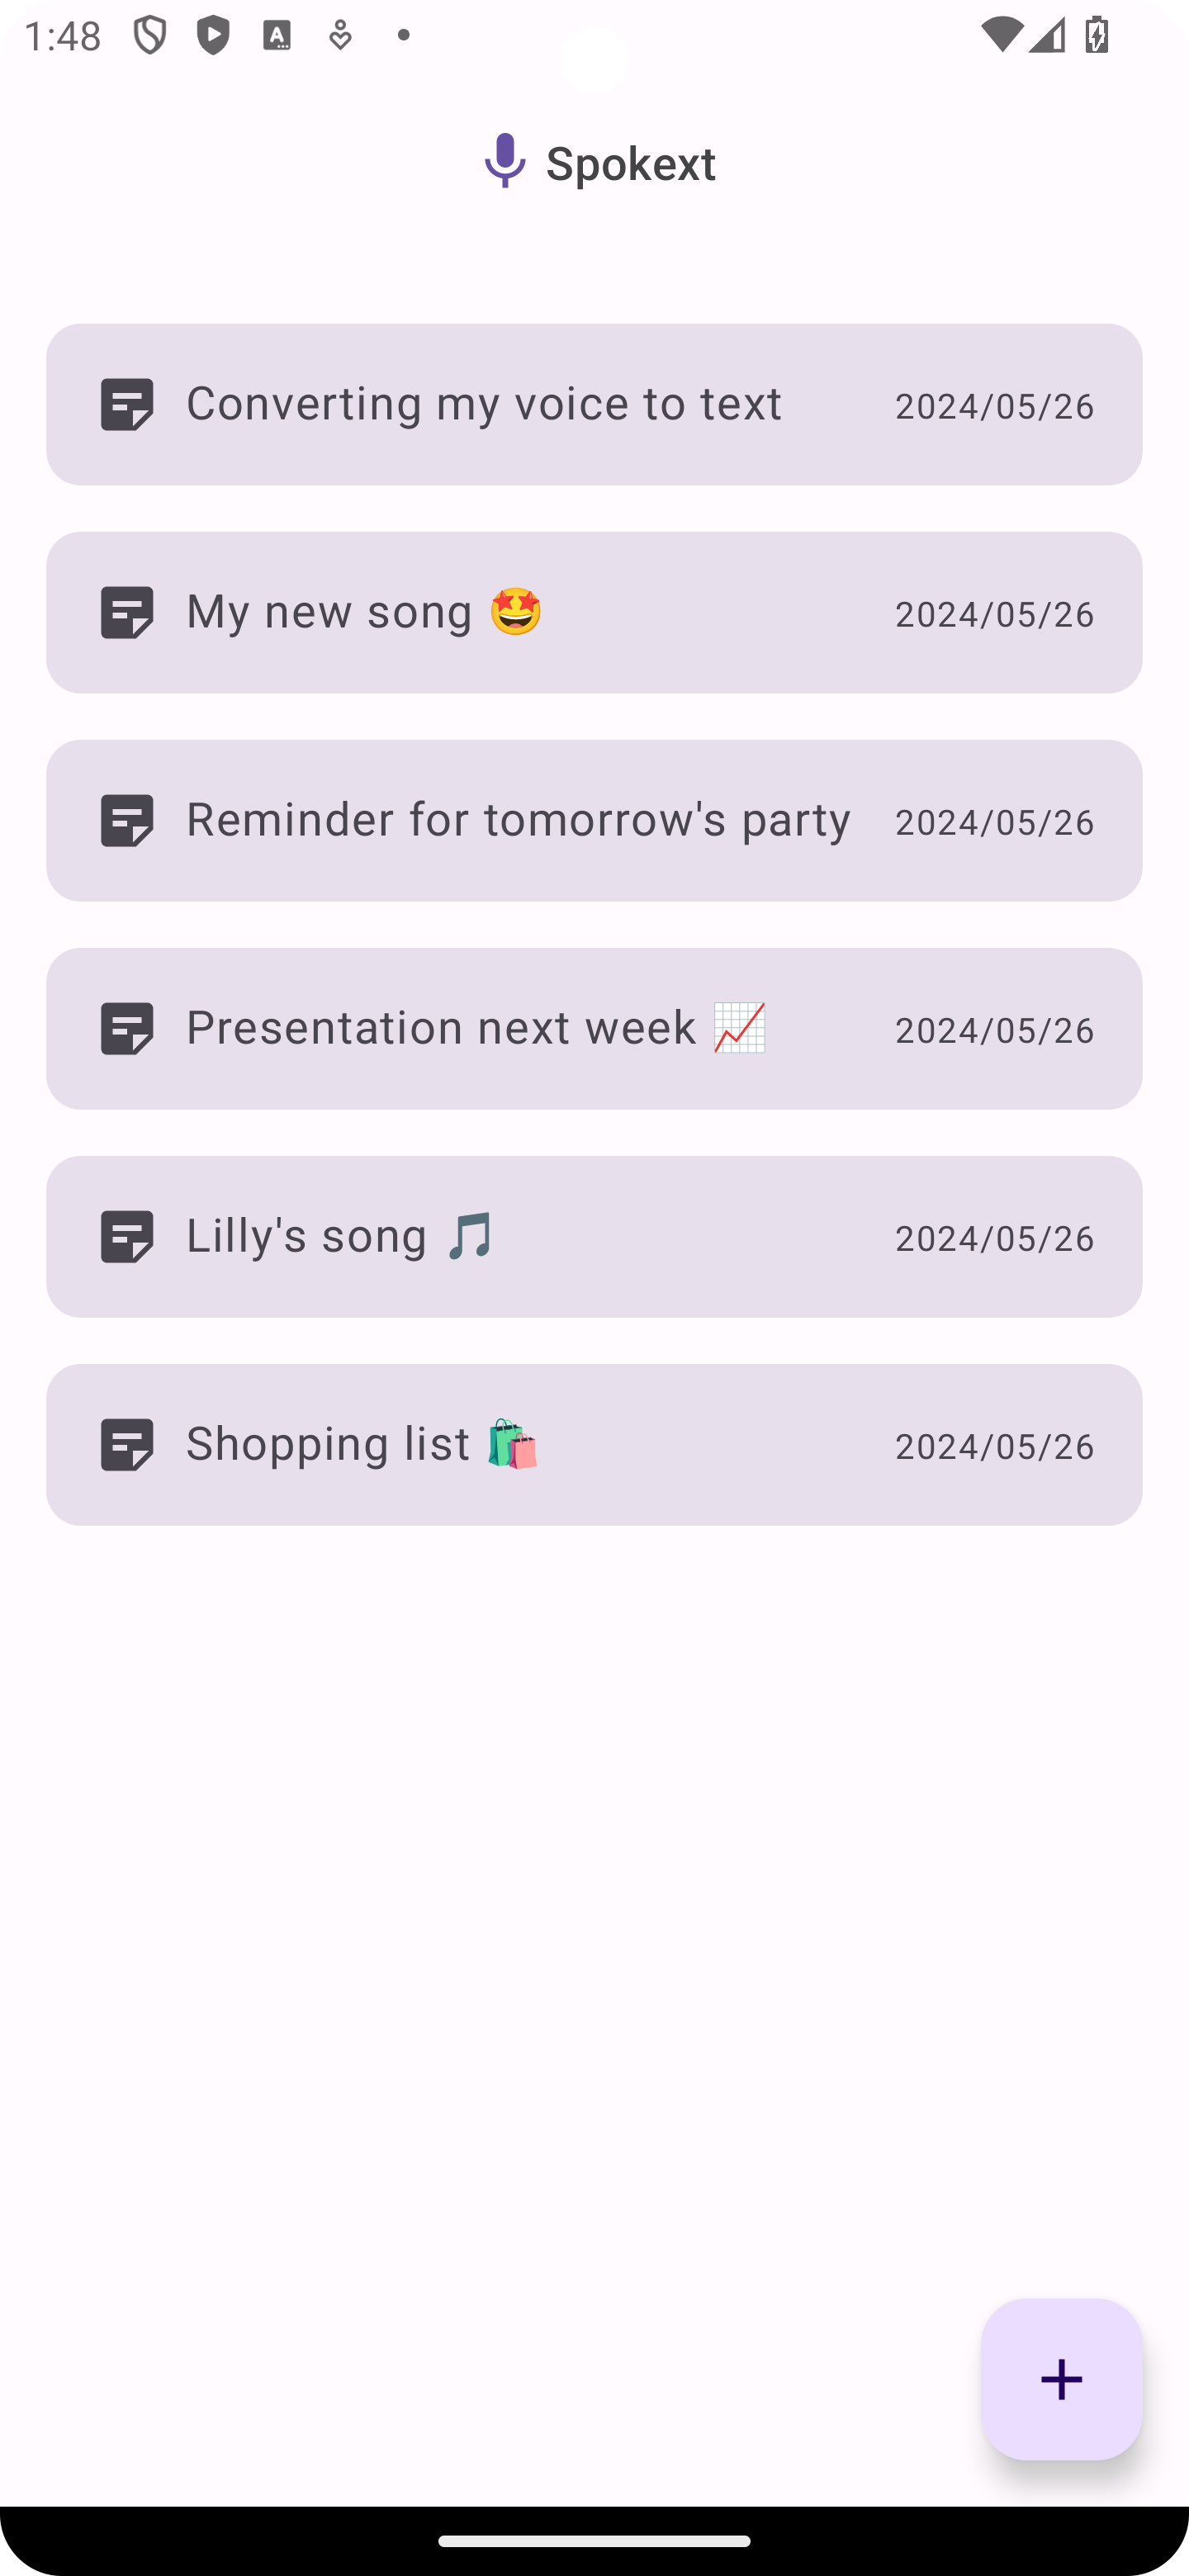 1:48
Spokext
Converting my voice to text 2024/05/26
My new song 🤩 2024/05/26
Reminder for tomorrow's party 2024/05/26
Presentation next week 📈 2024/05/26
Lilly's song 🎵 2024/05/26
Shopping list 🛍️ 2024/05/26